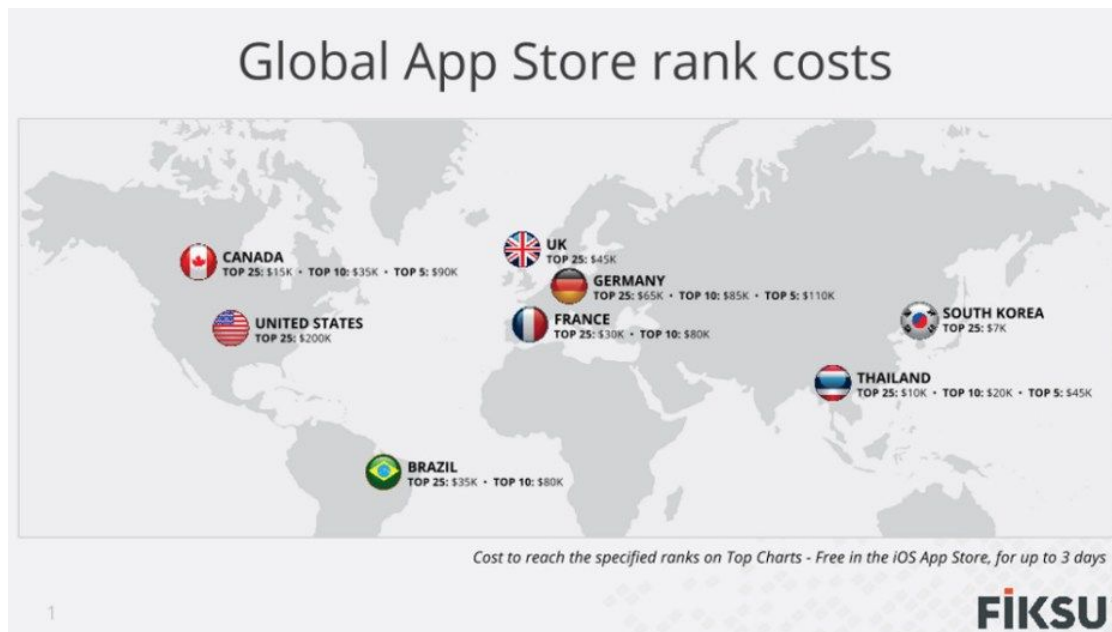 Global App Store rank costs
CANADA
TOP 25: $15K • TOP 10: $35K • TOP 5: $90K
UNITED STATES
TOP 25: $200K
UK
TOP 25: $45K
GERMANY
TOP 25: $65K • TOP 10: $85K • TOP 5: $110K
FRANCE
TOP 25: $30K • TOP 10: $80K
SOUTH KOREA
TOP 25: $7K
THAILAND
TOP 25: $10K • TOP 10: $20K • TOP 5: $45K
BRAZIL
TOP 25: $35K • TOP 10: $80K
Cost to reach the specified ranks on Top Charts - Free in the iOS App Store, for up to 3 days
1
FIKSU